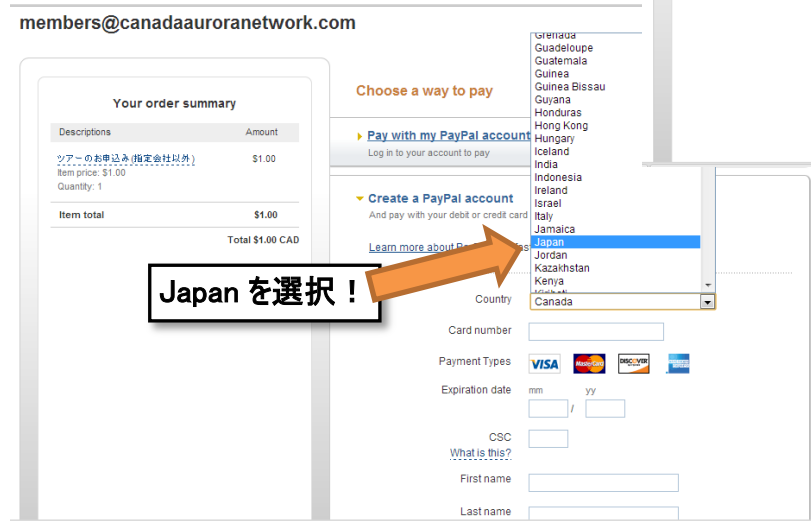 members@canadaauroranetwork.com
Your order summary
Descriptions Amount
ツアーのお申込み(指定会社以外) $1.00
Item price: $1.00
Quantity: 1
Item total $1.00
Total $1.00 CAD
Japan を選択！
Choose a way to pay
Pay with my PayPal account
Log in to your account to pay
Create a PayPal account
And pay with your debit or credit card
Learn more about
Grenada
Guadeloupe
Guatemala
Guinea
Guinea Bissau
Guyana
Honduras
Hong Kong
Hungary
Iceland
India
Indonesia
Ireland
Israel
Italy
Jamaica
Japan
Jordan
Kazakhstan
Kenya
Country Canada
Card number
Payment Types VISA MasterCard DISCOVER
Expiration date mm yy
/
CSC
What is this?
First name
Last name